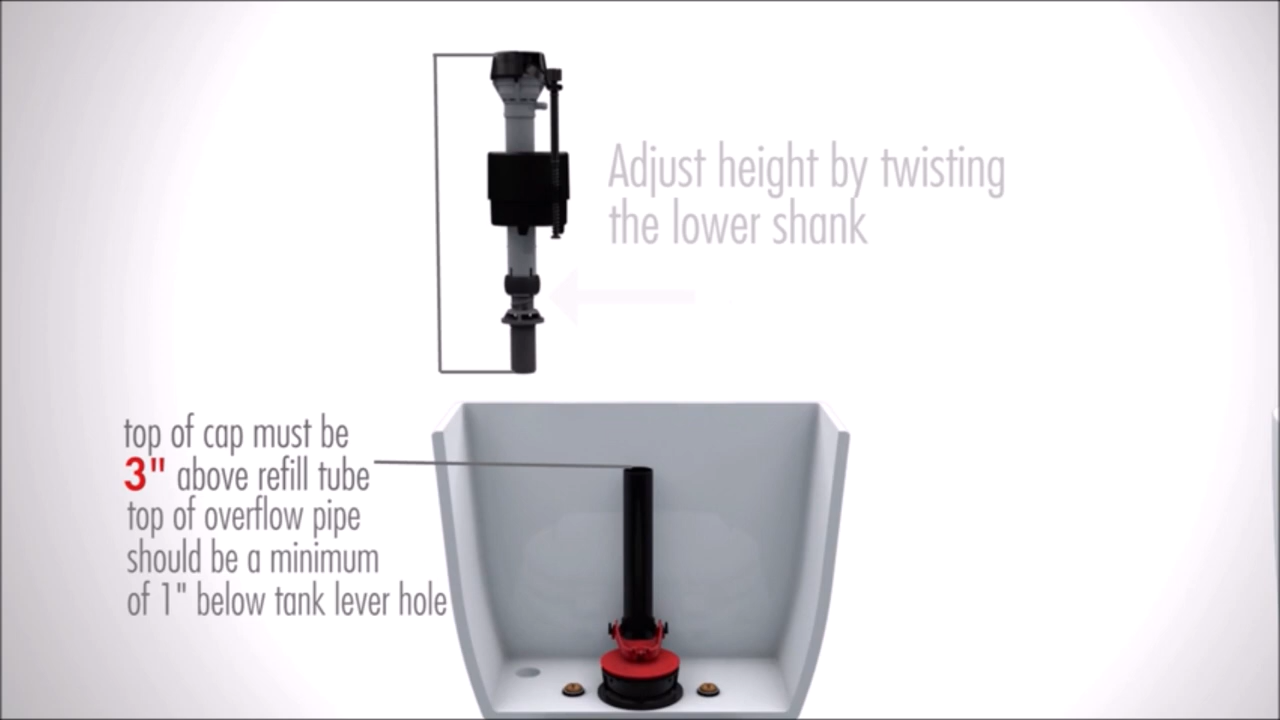 Adjust height by twisting
the lower shank
top of cap must be
3" above refill tube
top of overflow pipe
should be a minimum
of 1" below tank lever hole